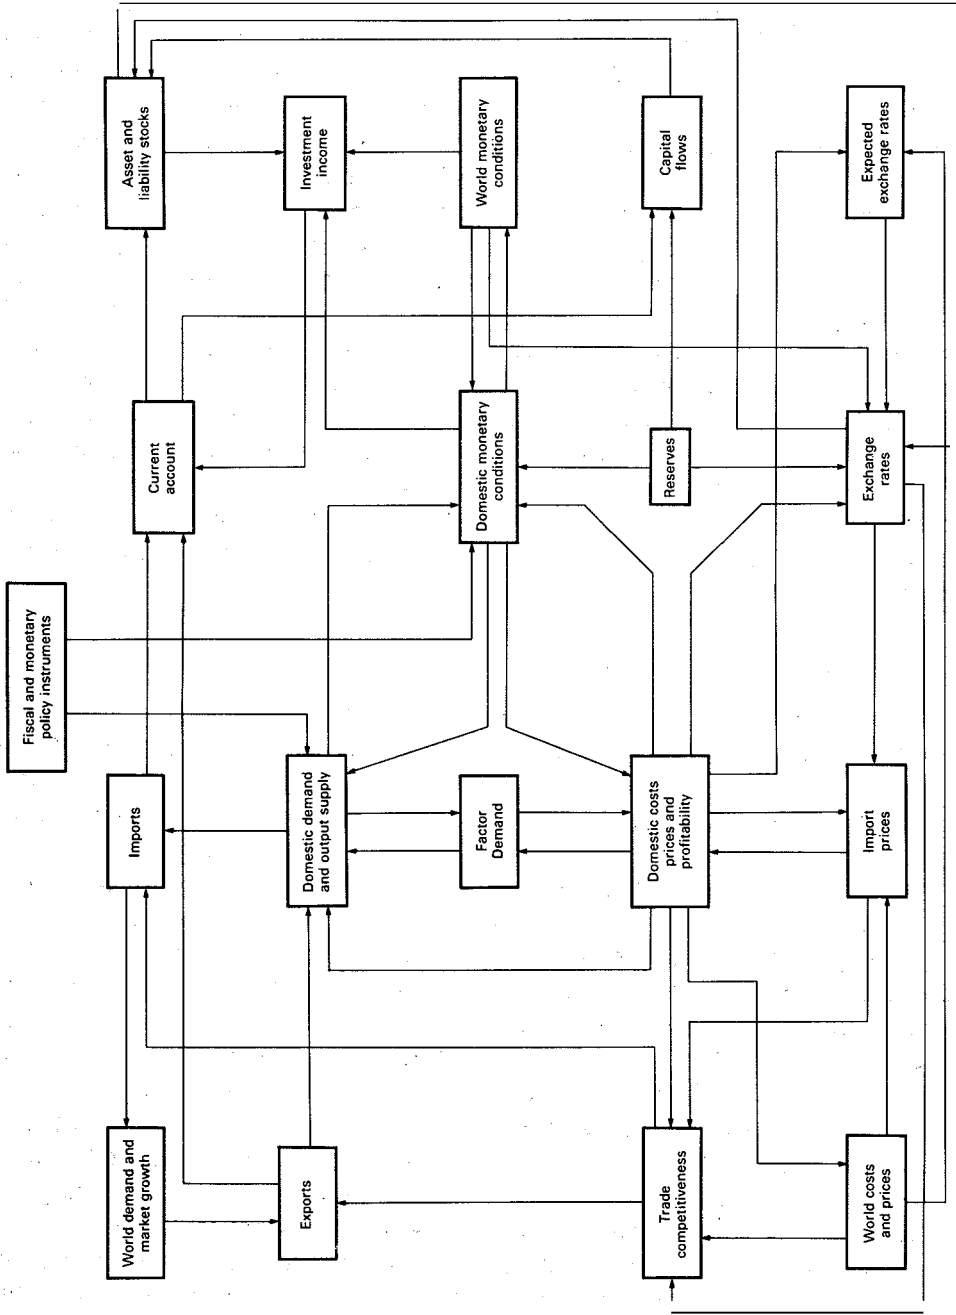 Fiscal and monetary
policy instruments
World demand and
market growth
Imports
Current
account
Asset and
liability stocks
Exports
Domestic demand
and output supply
Investment
income
Factor
Demand
Domestic monetary
conditions
World monetary
conditions
Trade
competitiveness
Domestic costs
prices and
profitability
Reserves
Capital
flows
World costs
and prices
Import
prices
Exchange
rates
Expected
exchange rates